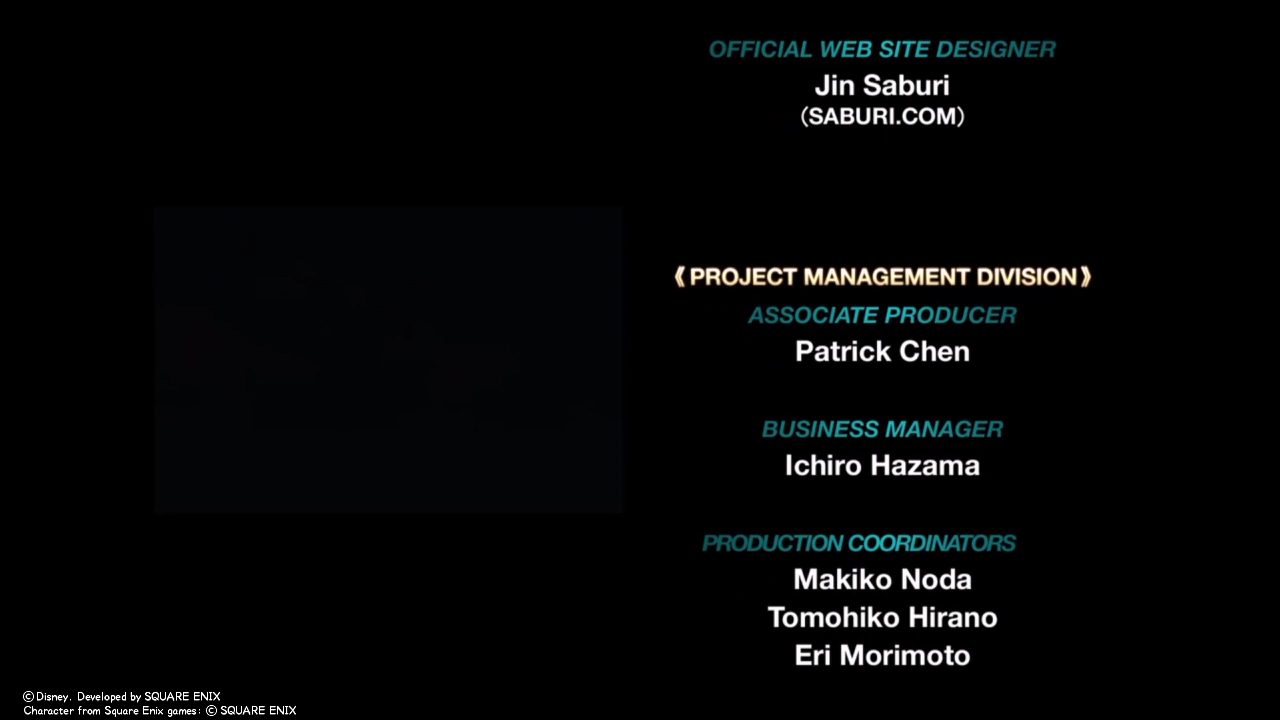 OFFICIAL WEB SITE DESIGNER
Jin Saburi
(SABURI.COM)
《PROJECT MANAGEMENT DIVISION》
ASSOCIATE PRODUCER
Patrick Chen
BUSINESS MANAGER
Ichiro Hazama
PRODUCTION COORDINATORS
Makiko Noda
Tomohiko Hirano
Eri Morimoto
©Disney. Developed by SQUARE ENIX
Character from Square Enix games: © SQUARE ENIX